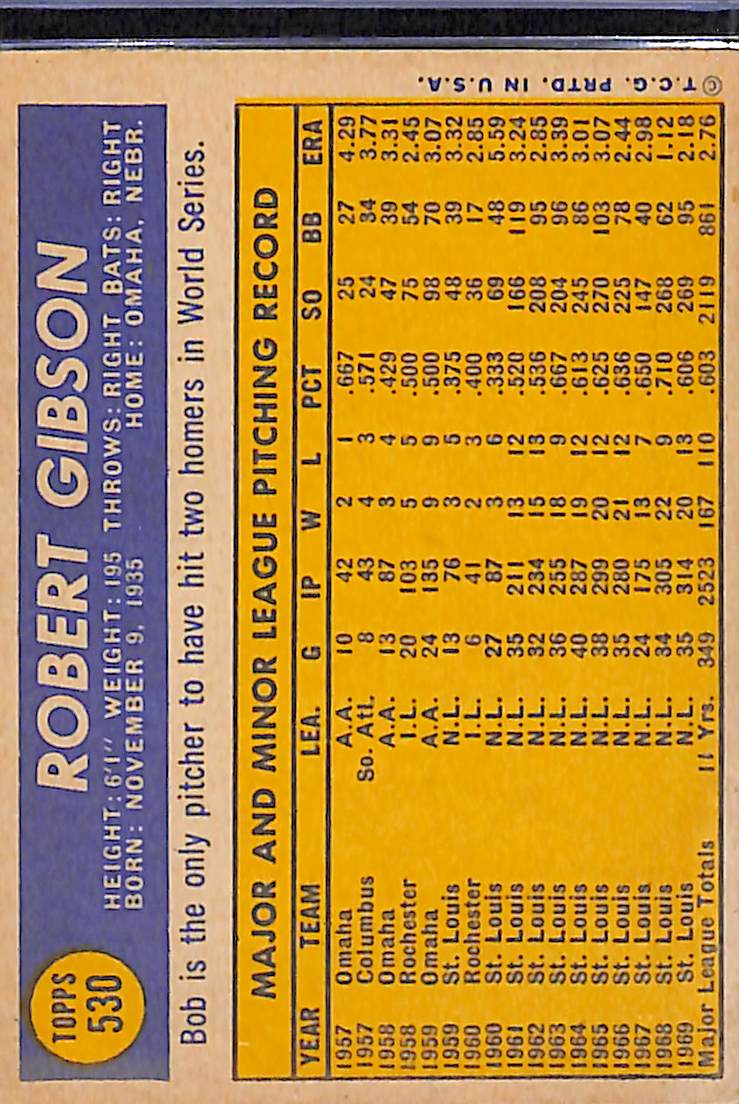 TOPPS
530
ROBERT GIBSON
HEIGHT: 6'1" WEIGHT: 195 THROWS: RIGHT BATS: RIGHT
BORN: NOVEMBER 9, 1935 HOME: OMAHA, NEBR.
Bob is the only pitcher to have hit two homers in World Series.
MAJOR AND MINOR LEAGUE PITCHING RECORD
YEAR TEAM LEA. G IP W L PCT SO BB ERA
1957 Omaha A.A. 10 42 2 1 .667 25 27 4.29
1957 Columbus So. Atl. 8 43 4 3 .571 24 34 3.77
1958 Omaha A.A. 13 87 3 4 .429 47 39 3.31
1958 Rochester I.L. 20 103 5 5 .500 75 54 2.45
1959 Omaha A.A. 24 135 9 9 .500 98 70 3.07
1959 St. Louis N.L. 13 76 3 5 .375 48 39 3.32
1960 Rochester I.L. 6 41 2 3 .400 36 17 2.85
1960 St. Louis N.L. 27 87 3 6 .333 69 48 5.59
1961 St. Louis N.L. 35 211 13 12 .520 166 119 3.24
1962 St. Louis N.L. 32 234 15 13 .536 208 95 2.85
1963 St. Louis N.L. 36 255 18 9 .667 204 96 3.39
1964 St. Louis N.L. 40 287 19 12 .613 245 86 3.01
1965 St. Louis N.L. 38 299 20 12 .625 270 103 3.07
1966 St. Louis N.L. 35 280 21 12 .636 225 78 2.44
1967 St. Louis N.L. 24 175 13 7 .650 147 40 2.98
1968 St. Louis N.L. 34 305 22 9 .710 268 62 1.12
1969 St. Louis N.L. 35 314 20 13 .606 269 95 2.18
Major League Totals 11 Yrs. 349 2523 167 110 .603 2119 861 2.76
© T.C.G. PRTD. IN U.S.A.